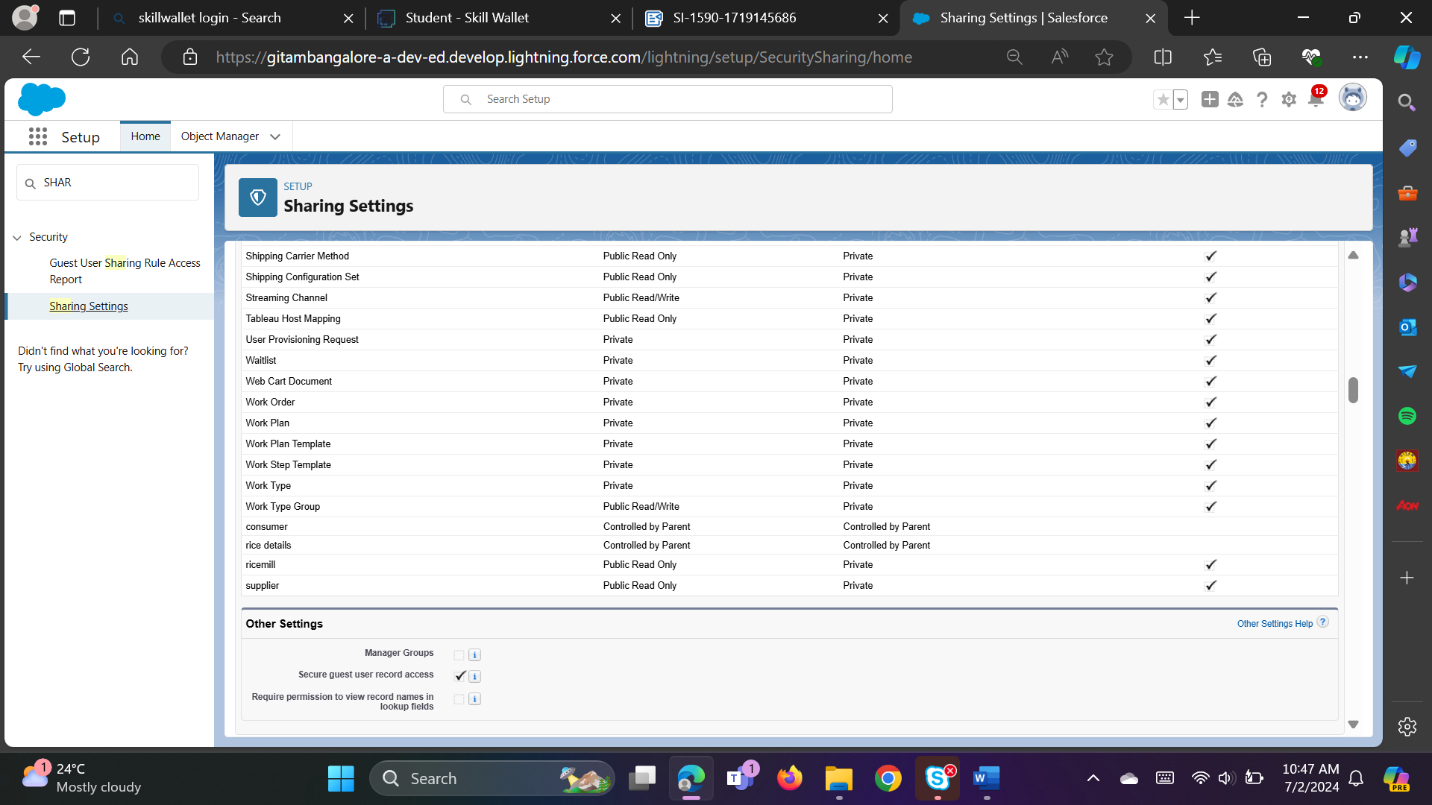 skillwallet login - Search
Student - Skill Wallet
SI-1590-1719145686
Sharing Settings | Salesforce
https://gitambangalore-a-dev-ed.develop.lightning.force.com/lightning/setup/SecuritySharing/home
Search Setup
12
Setup
Home
Object Manager
SHAR
Security
Guest User Sharing Rule Access
Report
Sharing Settings
Didn't find what you're looking for?
Try using Global Search.
SETUP
Sharing Settings
Shipping Carrier Method Public Read Only Private
Shipping Configuration Set Public Read Only Private
Streaming Channel Public Read/Write Private
Tableau Host Mapping Public Read Only Private
User Provisioning Request Private Private
Waitlist Private Private
Web Cart Document Private Private
Work Order Private Private
Work Plan Private Private
Work Plan Template Private Private
Work Step Template Private Private
Work Type Private Private
Work Type Group Public Read/Write Private
consumer Controlled by Parent Controlled by Parent
rice details Controlled by Parent Controlled by Parent
ricemill Public Read Only Private
supplier Public Read Only Private
Other Settings
Other Settings Help ?
Manager Groups
Secure guest user record access
Require permission to view record names in
lookup fields
AON
1
24°C
Mostly cloudy
Search
1
10:47 AM
7/2/2024
PRE